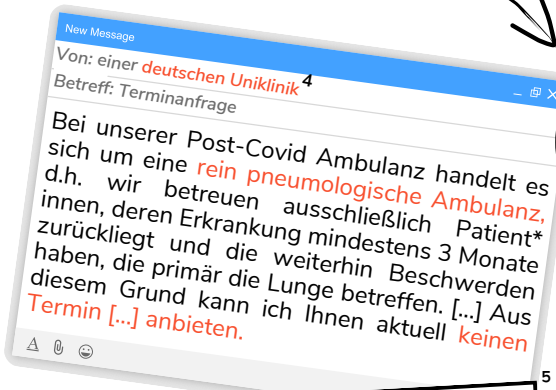 New Message
Von: einer deutschen Uniklinik 4
Betreff: Terminanfrage
Bei unserer Post-Covid Ambulanz handelt es
sich um eine rein pneumologische Ambulanz,
d.h. wir betreuen ausschließlich Patient*
innen, deren Erkrankung mindestens 3 Monate
zurückliegt und die weiterhin Beschwerden
haben, die primär die Lunge betreffen. [...] Aus
diesem Grund kann ich Ihnen aktuell keinen
Termin [...] anbieten.
A
5